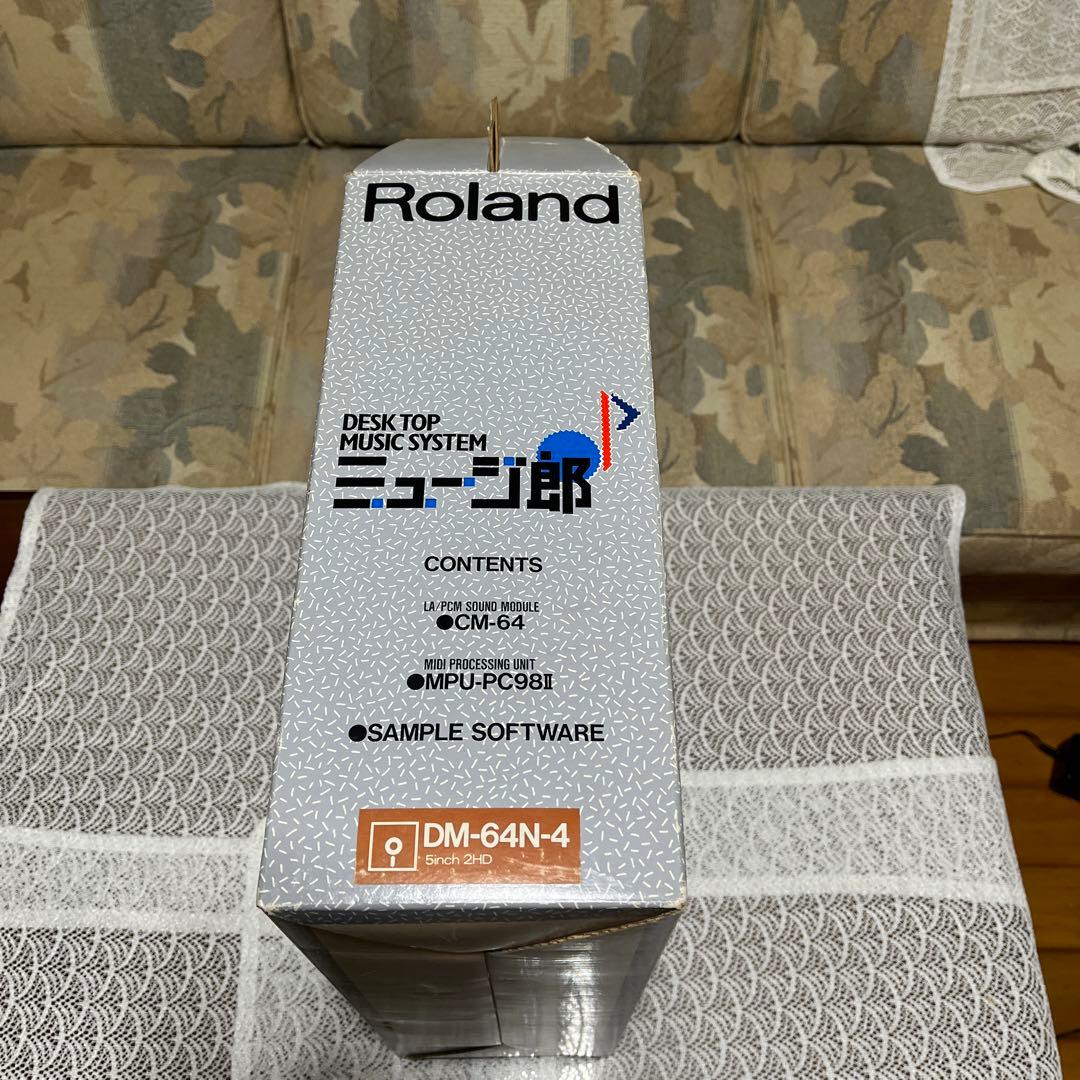 Roland
DESK TOP
MUSIC SYSTEM
ミュージ郎
CONTENTS
LA/PCM SOUND MODULE
●CM-64
MIDI PROCESSING UNIT
●MPU-PC98Ⅱ
●SAMPLE SOFTWARE
DM-64N-4
5inch 2HD